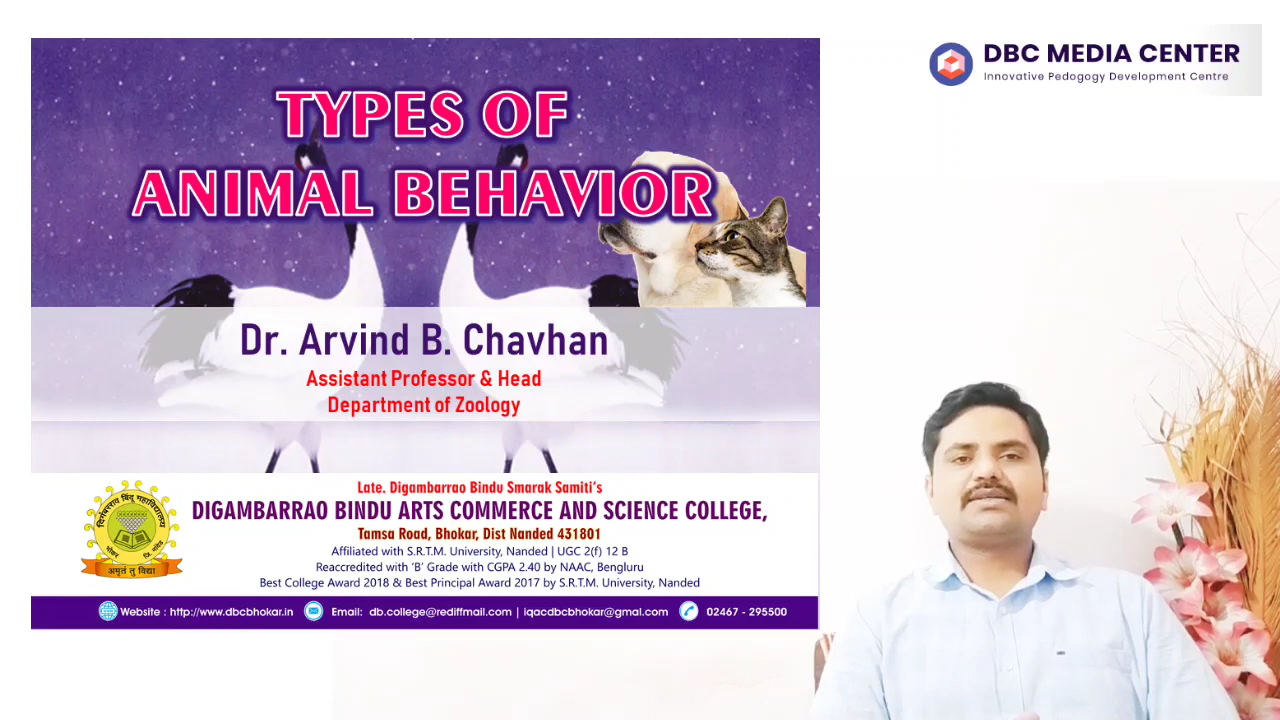 TYPES OF
ANIMAL BEHAVIOR
Dr. Arvind B. Chavhan
Assistant Professor & Head
Department of Zoology
Late. Digambarrao Bindu Smarak Samiti's
DIGAMBARRAO BINDU ARTS COMMERCE AND SCIENCE COLLEGE,
Tamsa Road, Bhokar, Dist Nanded 431801
Affiliated with S.R.T.M. University, Nanded | UGC 2(f) 12 B
Reaccredited with 'B' Grade with CGPA 2.40 by NAAC, Bengluru
Best College Award 2018 & Best Principal Award 2017 by S.R.T.M. University, Nanded
दिगंबरराव बिंदू महाविद्यालय
भोकर जि. नांदेड
अमृतं तु विद्या
Website : http://www.dbcbhokar.in Email: db.college@rediffmail.com | iqacdbcbhokar@gmal.com 02467 - 295500
DBC MEDIA CENTER
Innovative Pedogogy Development Centre